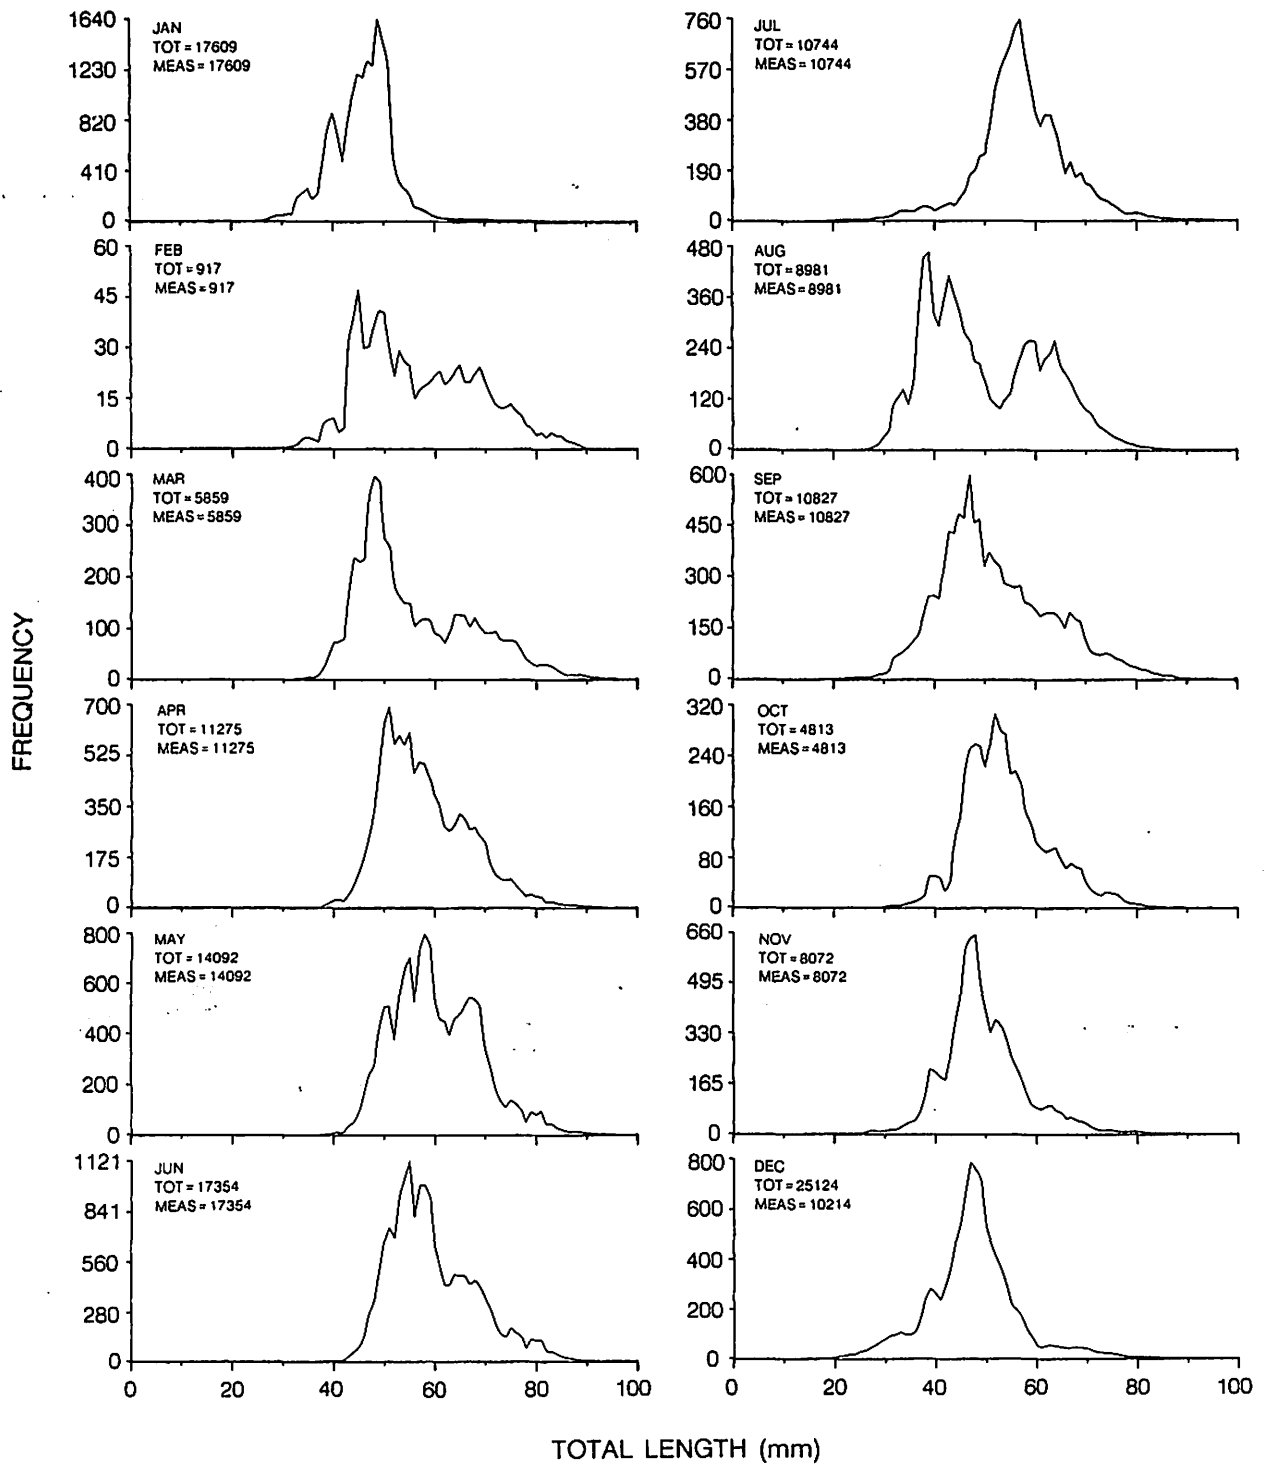 FREQUENCY
1640
1230
820
410
0
JAN
TOT=17609
MEAS=17609
60
45
30
15
0
FEB
TOT=917
MEAS=917
400
300
200
100
0
MAR
TOT=5859
MEAS=5859
700
525
350
175
0
APR
TOT=11275
MEAS=11275
800
600
400
200
0
MAY
TOT=14092
MEAS=14092
1121
841
560
280
0
JUN
TOT=17354
MEAS=17354
0 20 40 60 80 100
760
570
380
190
0
JUL
TOT=10744
MEAS=10744
480
360
240
120
0
AUG
TOT=8981
MEAS=8981
600
450
300
150
0
SEP
TOT=10827
MEAS=10827
320
240
160
80
0
OCT
TOT=4813
MEAS=4813
660
495
330
165
0
NOV
TOT=8072
MEAS=8072
800
600
400
200
0
DEC
TOT=25124
MEAS=10214
0 20 40 60 80 100
TOTAL LENGTH (mm)